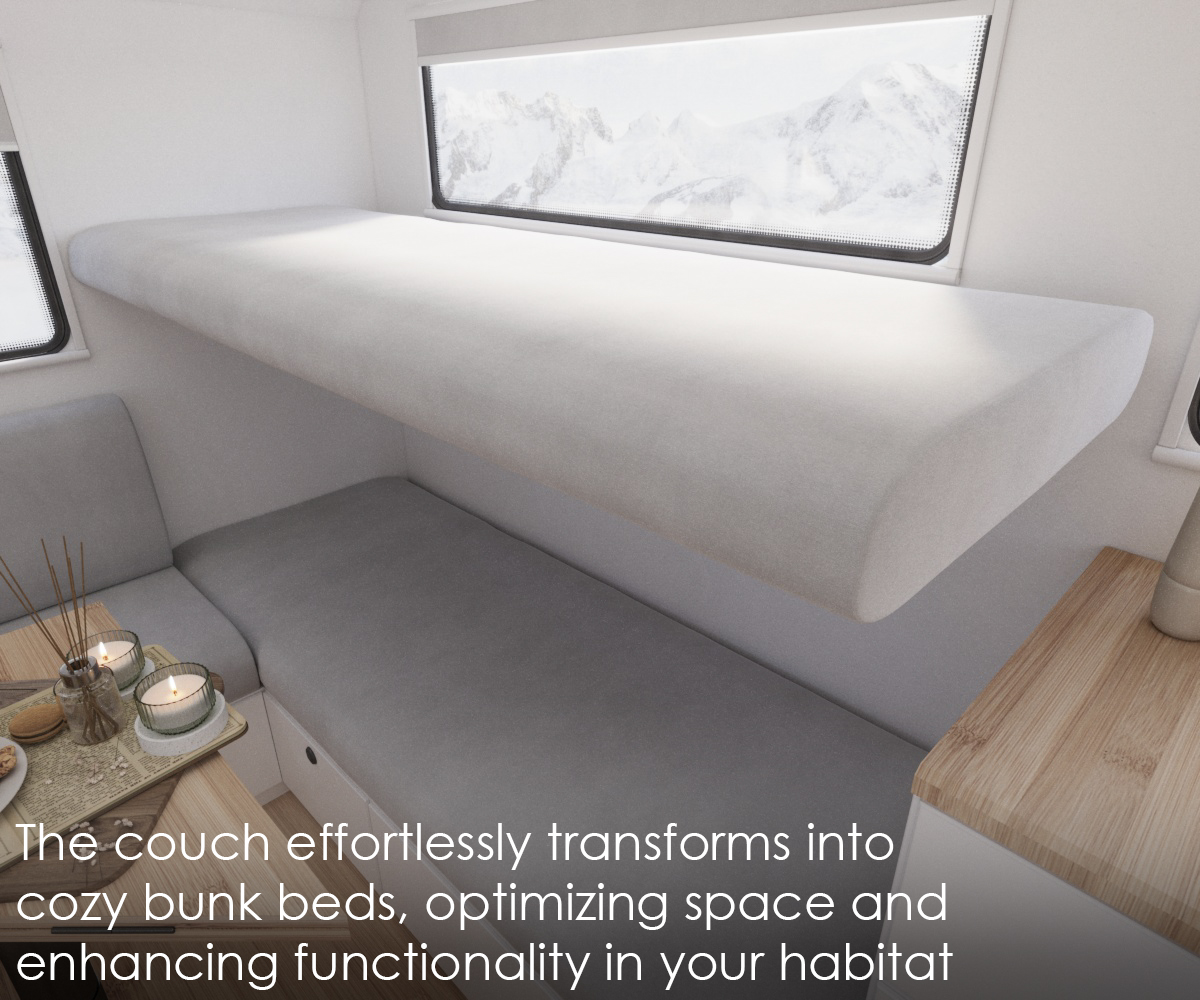 The couch effortlessly transforms into
cozy bunk beds, optimizing space and
enhancing functionality in your habitat